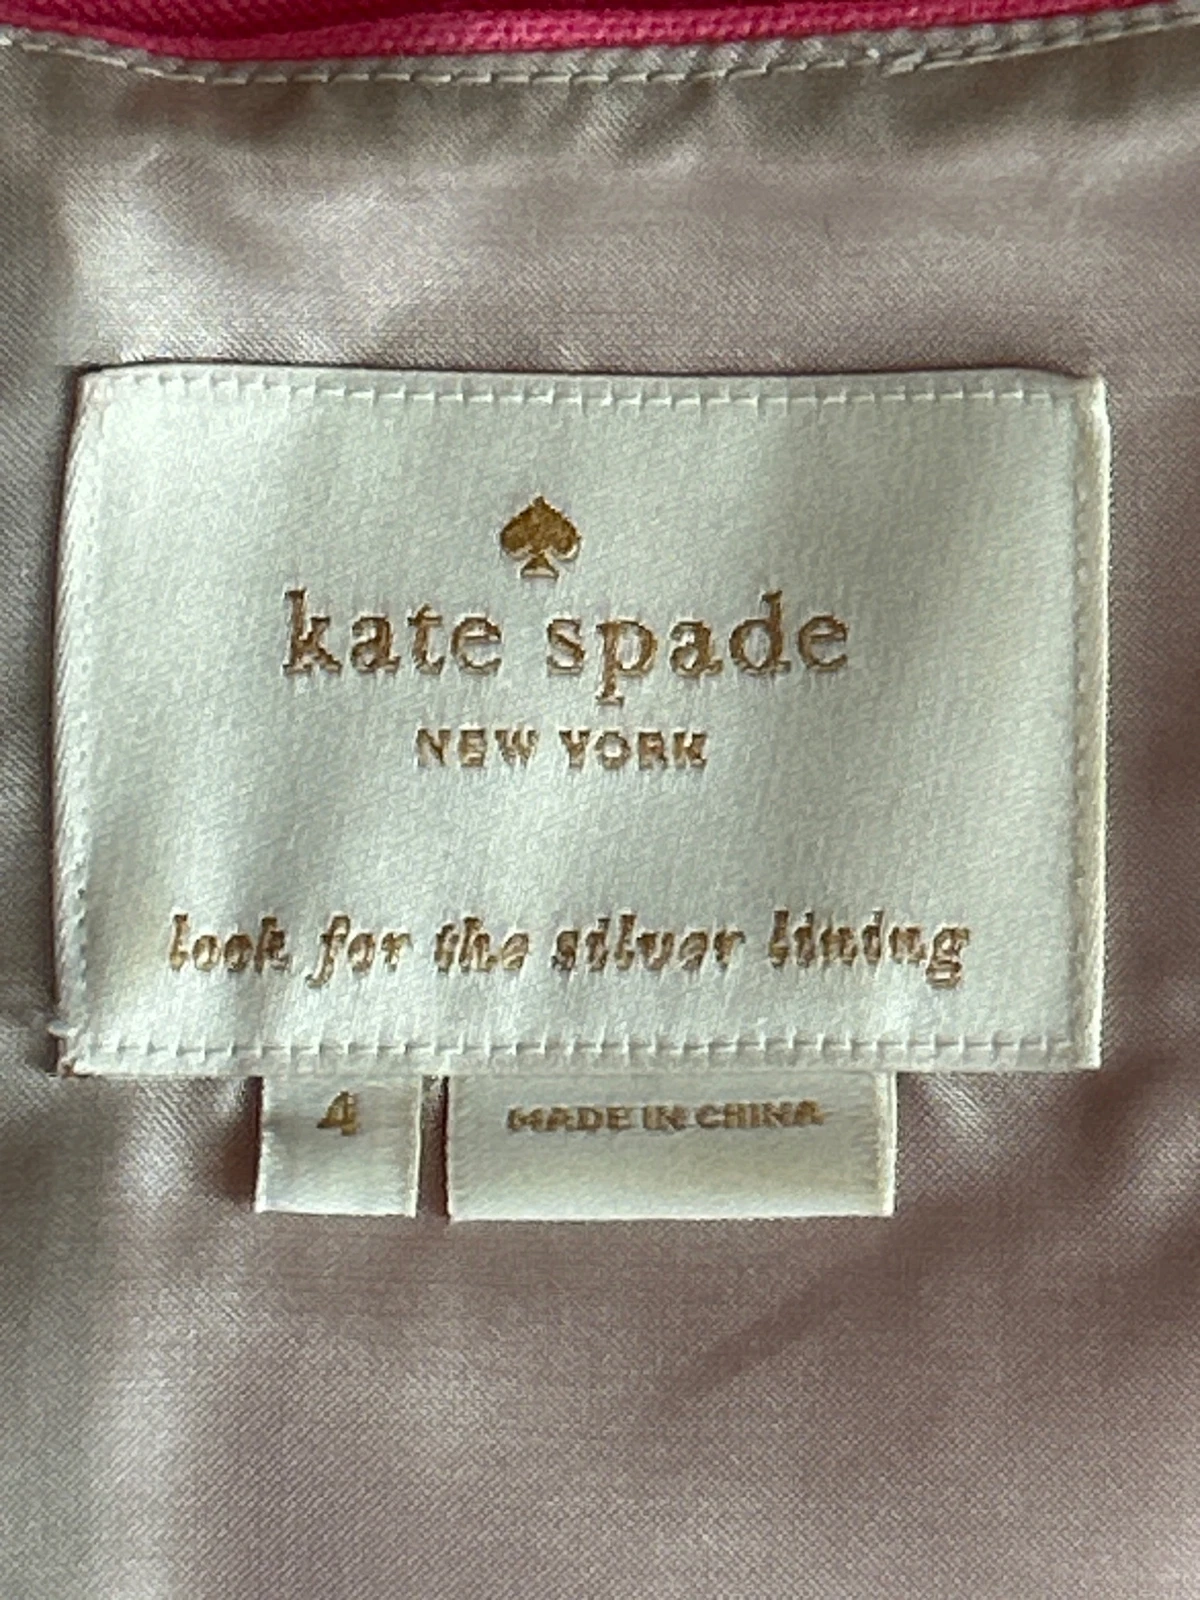 kate spade
NEW YORK
look for the silver lining
4
MADE IN CHINA